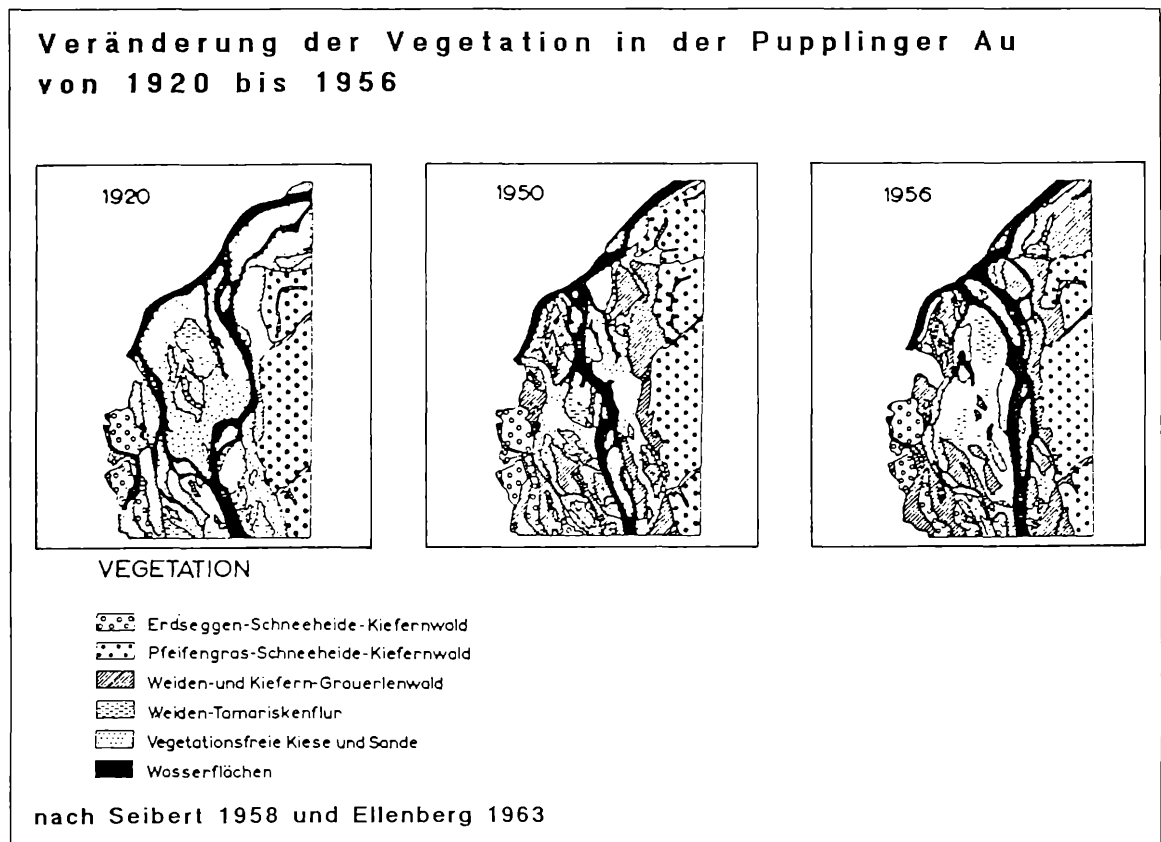 Veränderung der Vegetation in der Pupplinger Au
von 1920 bis 1956
1920
1950
1956
VEGETATION
Erdseggen-Schneeheide-Kiefernwald
Pfeifengras-Schneeheide-Kiefernwald
Weiden-und Kiefern-Grauerlenwald
Weiden-Tamariskenflur
Vegetationsfreie Kiese und Sande
Wasserflächen
nach Seibert 1958 und Ellenberg 1963